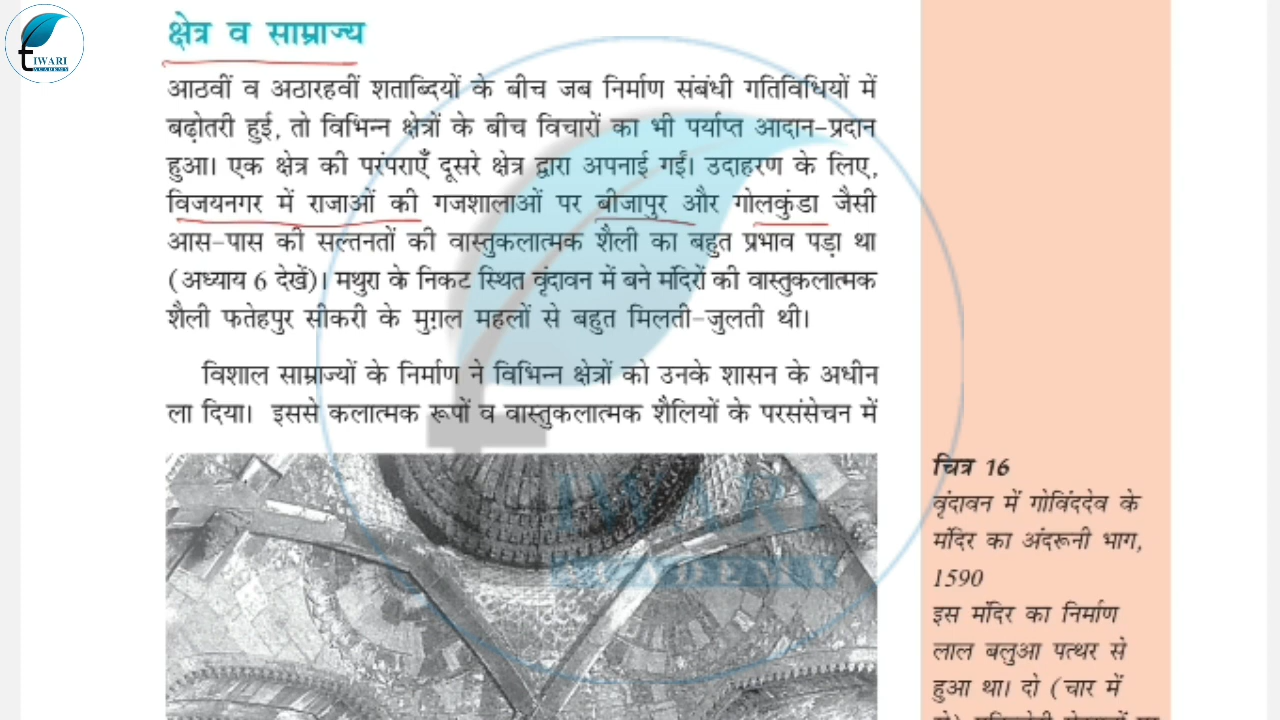 TIWARI
ACADEMY
क्षेत्र व साम्राज्य
आठवीं व अठारहवीं शताब्दियों के बीच जब निर्माण संबंधी गतिविधियों में
बढ़ोतरी हुई, तो विभिन्न क्षेत्रों के बीच विचारों का भी पर्याप्त आदान-प्रदान
हुआ। एक क्षेत्र की परंपराएँ दूसरे क्षेत्र द्वारा अपनाई गईं। उदाहरण के लिए,
विजयनगर में राजाओं की गजशालाओं पर बीजापुर और गोलकुंडा जैसी
आस-पास की सल्तनतों की वास्तुकलात्मक शैली का बहुत प्रभाव पड़ा था
(अध्याय 6 देखें)। मथुरा के निकट स्थित वृंदावन में बने मंदिरों की वास्तुकलात्मक
शैली फतेहपुर सीकरी के मुग़ल महलों से बहुत मिलती-जुलती थी।
विशाल साम्राज्यों के निर्माण ने विभिन्न क्षेत्रों को उनके शासन के अधीन
ला दिया। इससे कलात्मक रूपों व वास्तुकलात्मक शैलियों के परसंसेचन में
IWARI
ACADEMY
चित्र 16
वृंदावन में गोविंददेव के
मंदिर का अंदरूनी भाग,
1590
इस मंदिर का निर्माण
लाल बलुआ पत्थर से
हुआ था। दो (चार में